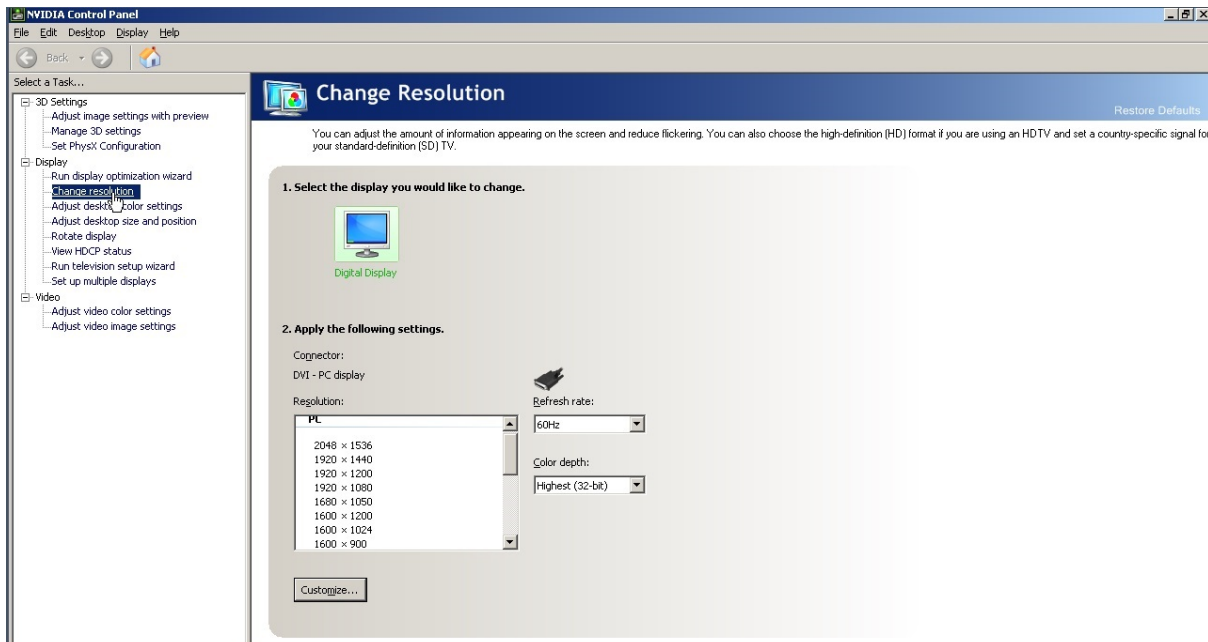 NVIDIA Control Panel
File Edit Desktop Display Help
Back
Select a Task...
3D Settings
Adjust image settings with preview
Manage 3D settings
Set PhysX Configuration
Display
Run display optimization wizard
Change resolution
Adjust desktop color settings
Adjust desktop size and position
Rotate display
View HDCP status
Run television setup wizard
Set up multiple displays
Video
Adjust video color settings
Adjust video image settings
Change Resolution
Restore Defaults
You can adjust the amount of information appearing on the screen and reduce flickering. You can also choose the high-definition (HD) format if you are using an HDTV and set a country-specific signal for
your standard-definition (SD) TV.
1. Select the display you would like to change.
Digital Display
2. Apply the following settings.
Connector:
DVI - PC display
Resolution:
PC
2048 × 1536
1920 × 1440
1920 × 1200
1920 × 1080
1680 × 1050
1600 × 1200
1600 × 1024
1600 × 900
Refresh rate:
60Hz
Color depth:
Highest (32-bit)
Customize...